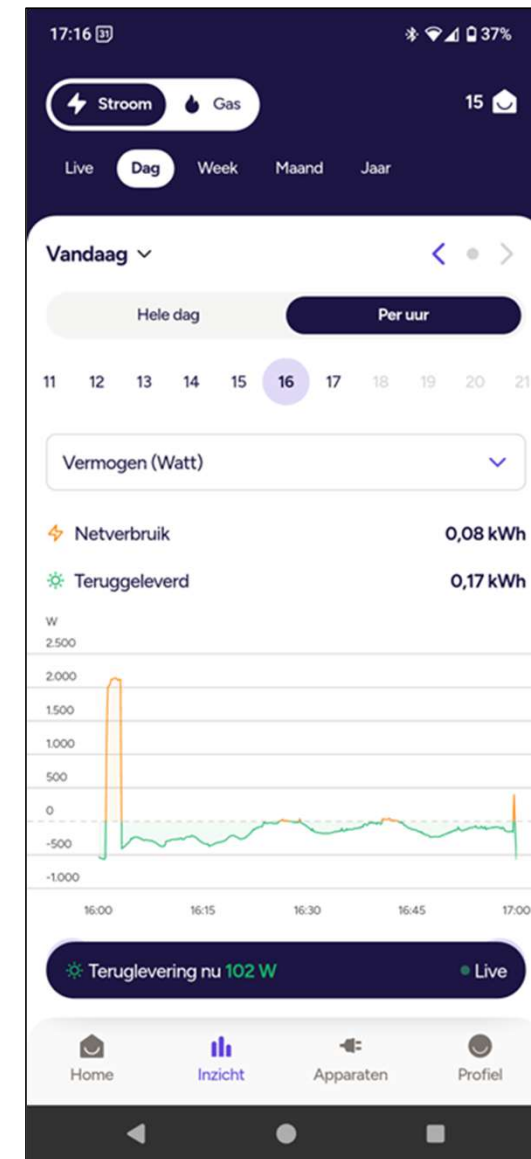 17:16 31 37%
Stroom Gas 15
Live Dag Week Maand Jaar
Vandaag
Hele dag Per uur
11 12 13 14 15 16 17 18 19 20 21
Vermogen (Watt)
Netverbruik 0,08 kWh
Teruggeleverd 0,17 kWh
W
2.500
2.000
1.500
1.000
500
0
-500
-1.000
16:00 16:15 16:30 16:45 17:00
Teruglevering nu 102 W Live
Home Inzicht Apparaten Profiel